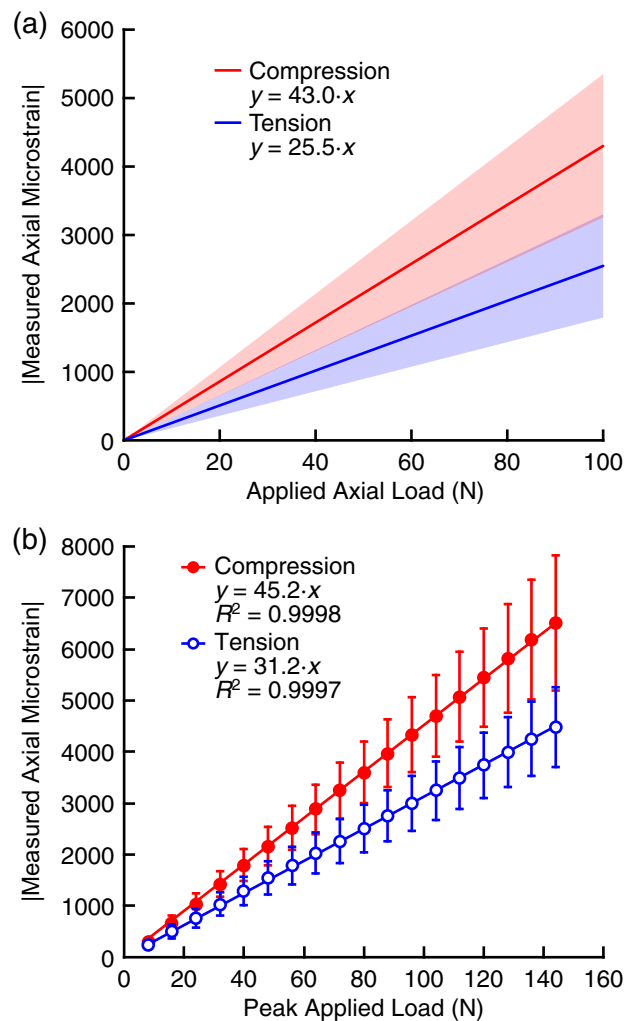 (a)
6000
5000
4000
3000
2000
1000
0
|Measured Axial Microstrain|
Compression
y = 43.0·x
Tension
y = 25.5·x
0 20 40 60 80 100
Applied Axial Load (N)
(b)
8000
7000
6000
5000
4000
3000
2000
1000
0
|Measured Axial Microstrain|
Compression
y = 45.2·x
R² = 0.9998
Tension
y = 31.2·x
R² = 0.9997
0 20 40 60 80 100 120 140 160
Peak Applied Load (N)